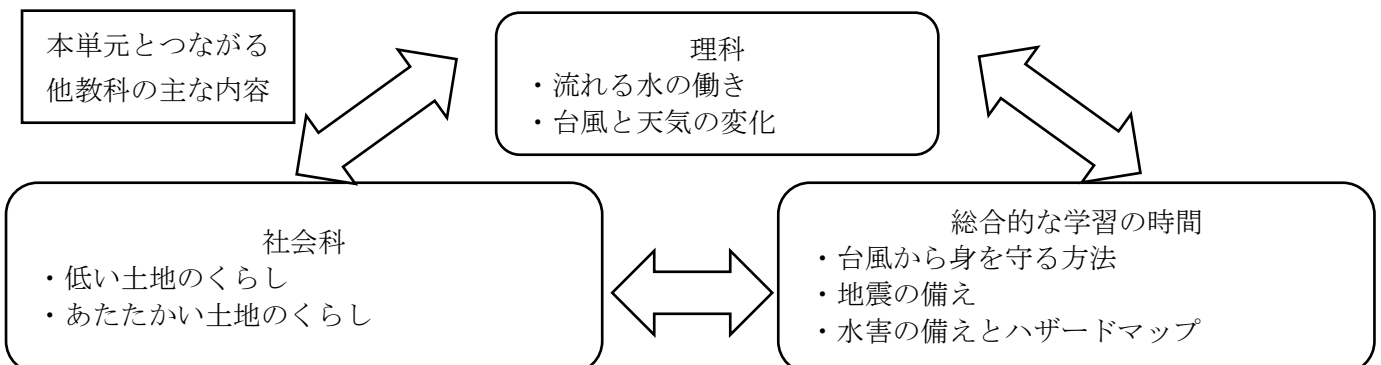 本単元とつながる
他教科の主な内容
理科
・流れる水の働き
・台風と天気の変化
社会科
・低い土地のくらし
・あたたかい土地のくらし
総合的な学習の時間
・台風から身を守る方法
・地震の備え
・水害の備えとハザードマップ